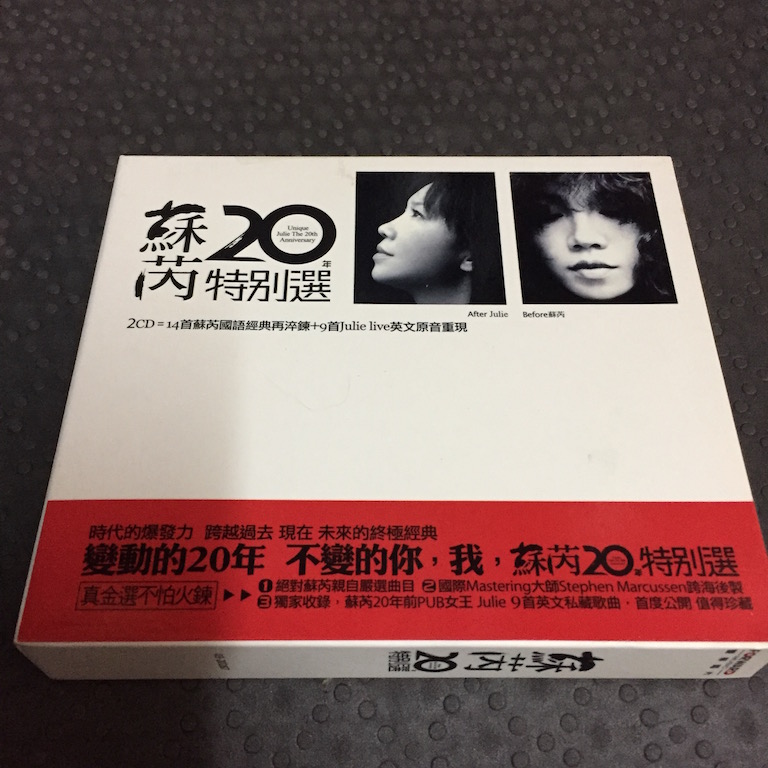 蘇芮
20年
Unique
Julie The 20th
Anniversary
特別選
After Julie
Before蘇芮
2CD = 14首蘇芮國語經典再淬鍊+9首Julie live英文原音重現
時代的爆發力 跨越過去 現在 未來的終極經典
變動的20年 不變的你，我，蘇芮20年特別選
真金選不怕火鍊 ▶▶ ❶ 絕對蘇芮親自嚴選曲目 ❷ 國際Mastering大師Stephen Marcussen跨海後製
❸ 獨家收錄，蘇芮20年前PUB女王 Julie 9首英文私藏歌曲，首度公開 值得珍藏
蘇芮20